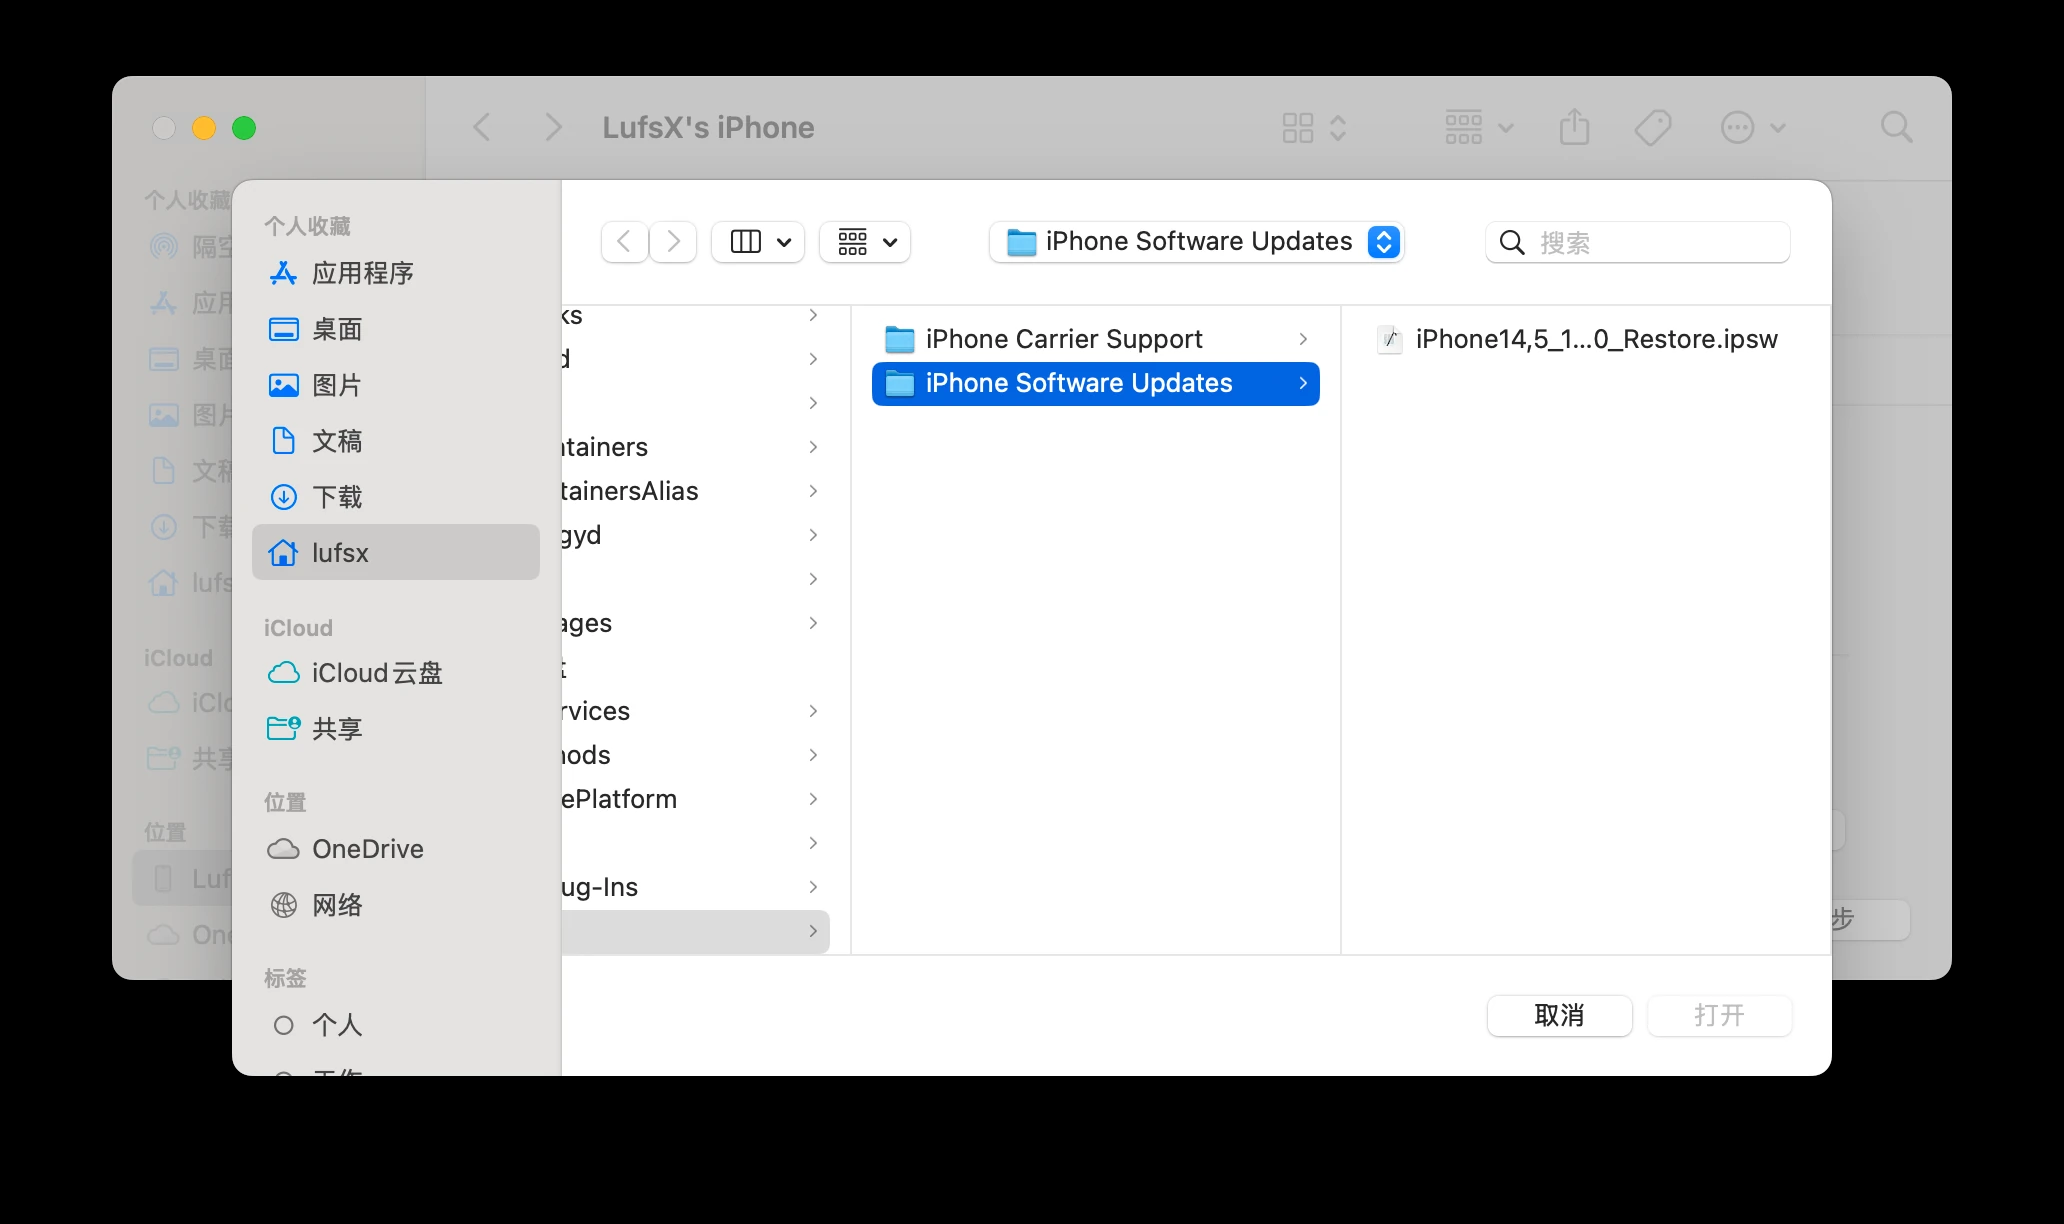 LufsX's iPhone
个人收藏
隔空
应用
桌面
图片
文稿
下载
lufs
iCloud
iClo
共享
位置
Luf
One
步
个人收藏
应用程序
桌面
图片
文稿
下载
lufsx
iCloud
iCloud云盘
共享
位置
OneDrive
网络
标签
个人
工作
iPhone Software Updates
搜索
ks
d
ntainers
tainersAlias
gyd
ages
rvices
nods
ePlatform
ug-Ins
iPhone Carrier Support
iPhone Software Updates
iPhone14,5_1...0_Restore.ipsw
取消
打开